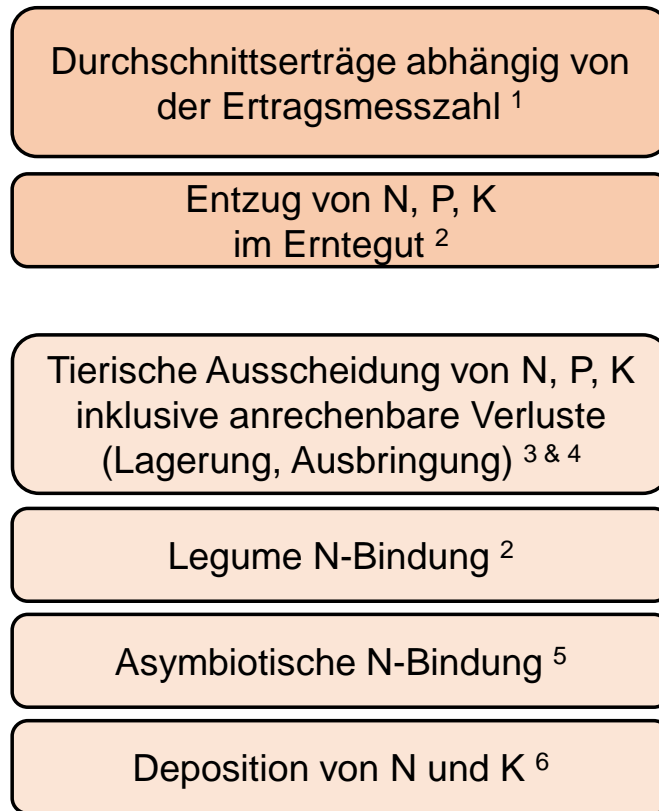 Durchschnittserträge abhängig von
der Ertragsmesszahl ¹
Entzug von N, P, K
im Erntegut ²
Tierische Ausscheidung von N, P, K
inklusive anrechenbare Verluste
(Lagerung, Ausbringung) ³ & ⁴
Legume N-Bindung ²
Asymbiotische N-Bindung ⁵
Deposition von N und K ⁶